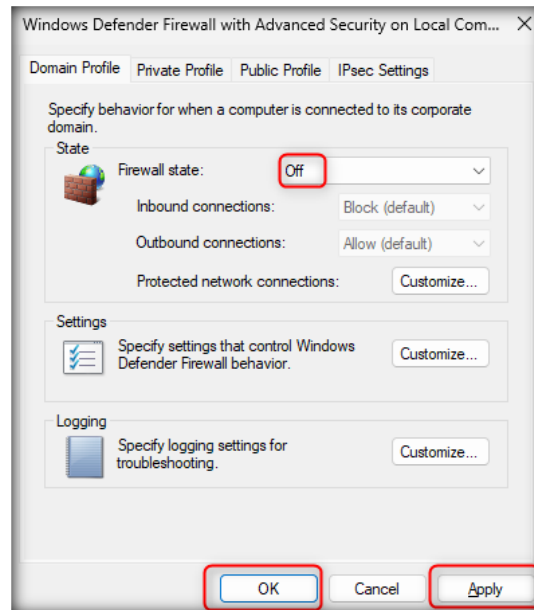 Windows Defender Firewall with Advanced Security on Local Com...
Domain Profile Private Profile Public Profile IPsec Settings
Specify behavior for when a computer is connected to its corporate
domain.
State
Firewall state: Off
Inbound connections: Block (default)
Outbound connections: Allow (default)
Protected network connections: Customize...
Settings
Specify settings that control Windows
Defender Firewall behavior.
Customize...
Logging
Specify logging settings for
troubleshooting.
Customize...
OK Cancel Apply